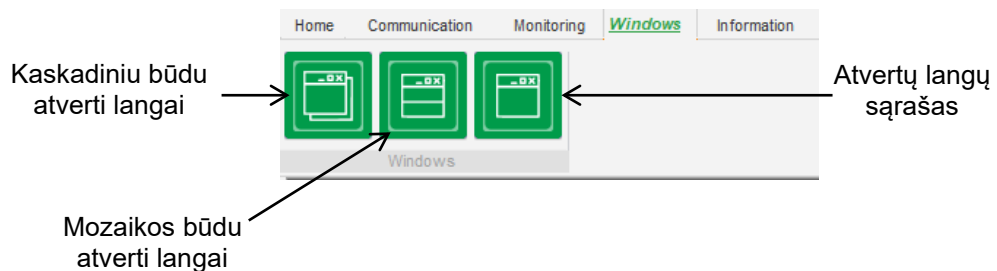 Home Communication Monitoring Windows Information
Kaskadiniu būdu
atverti langai
Atvertų langų
sąrašas
Windows
Mozaikos būdu
atverti langai